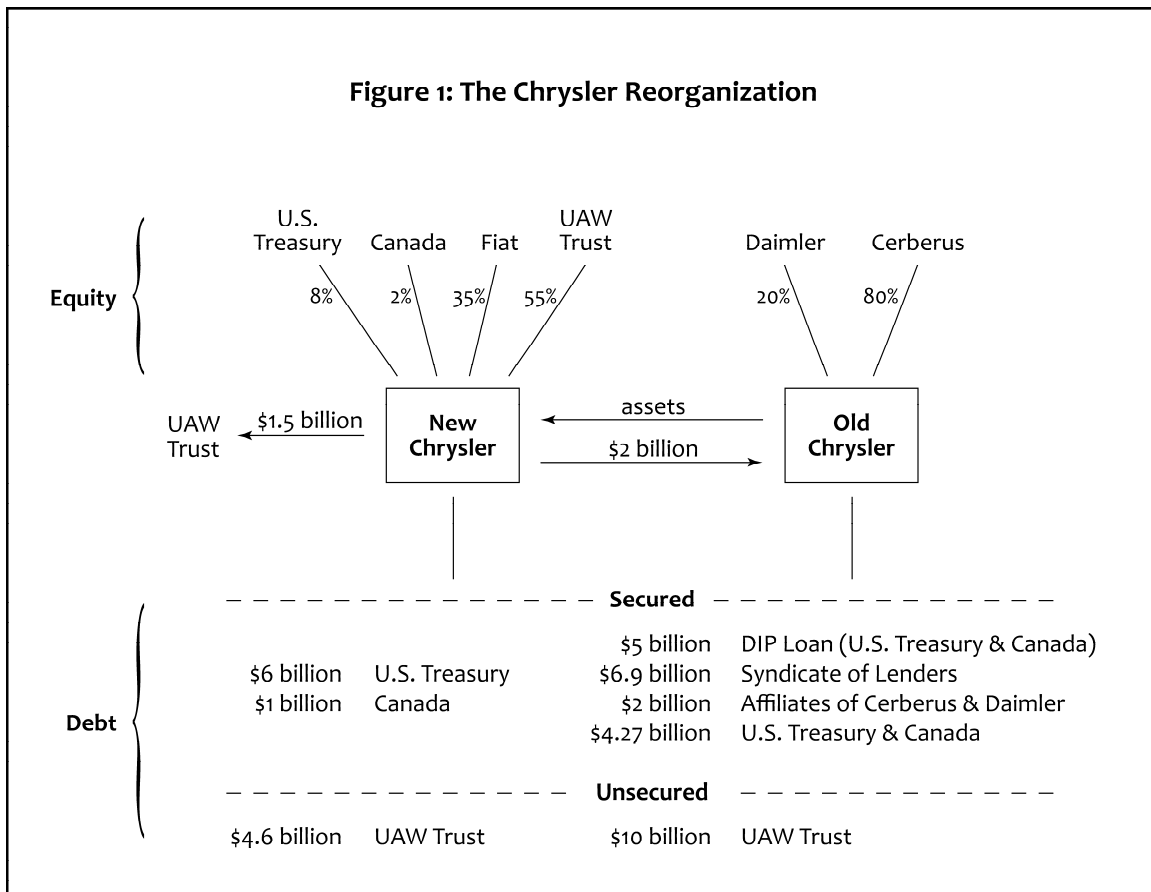 Figure 1: The Chrysler Reorganization
U.S.
Treasury
Canada
Fiat
UAW
Trust
Daimler
Cerberus
Equity
8%
2%
35%
55%
20%
80%
UAW
Trust
$1.5 billion
New
Chrysler
assets
$2 billion
Old
Chrysler
Secured
$5 billion DIP Loan (U.S. Treasury & Canada)
$6 billion U.S. Treasury $6.9 billion Syndicate of Lenders
$1 billion Canada $2 billion Affiliates of Cerberus & Daimler
Debt
$4.27 billion U.S. Treasury & Canada
Unsecured
$4.6 billion UAW Trust $10 billion UAW Trust